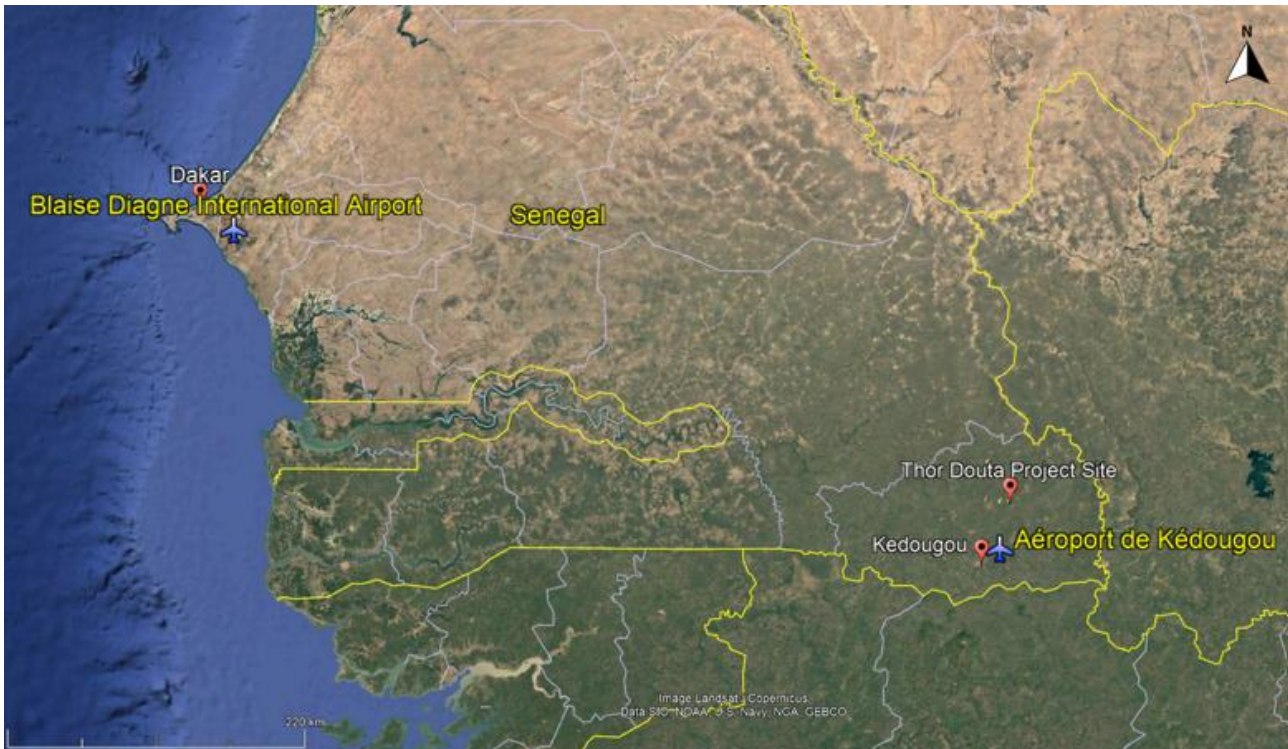 N
Dakar
Blaise Diagne International Airport
Senegal
Thor Douta Project Site
Kedougou
Aéroport de Kédougou
Image Landsat / Copernicus
Data SIO, NOAA, U.S. Navy, NGA, GEBCO
220 km